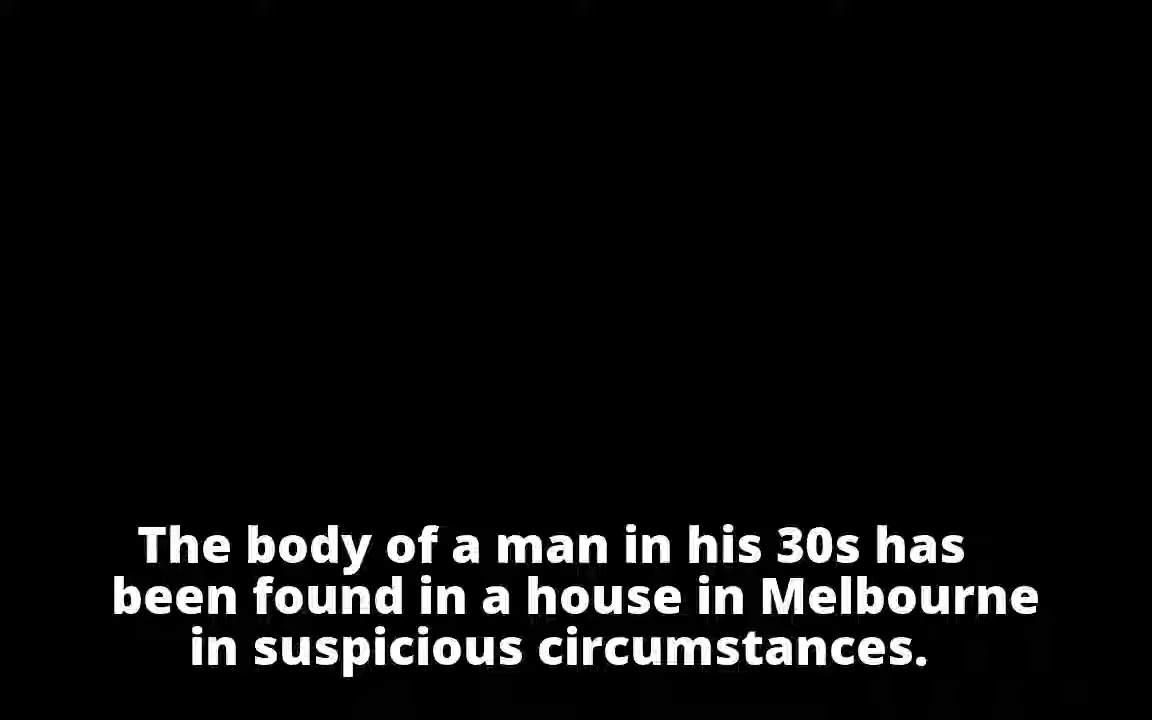 The body of a man in his 30s has
been found in a house in Melbourne
in suspicious circumstances.